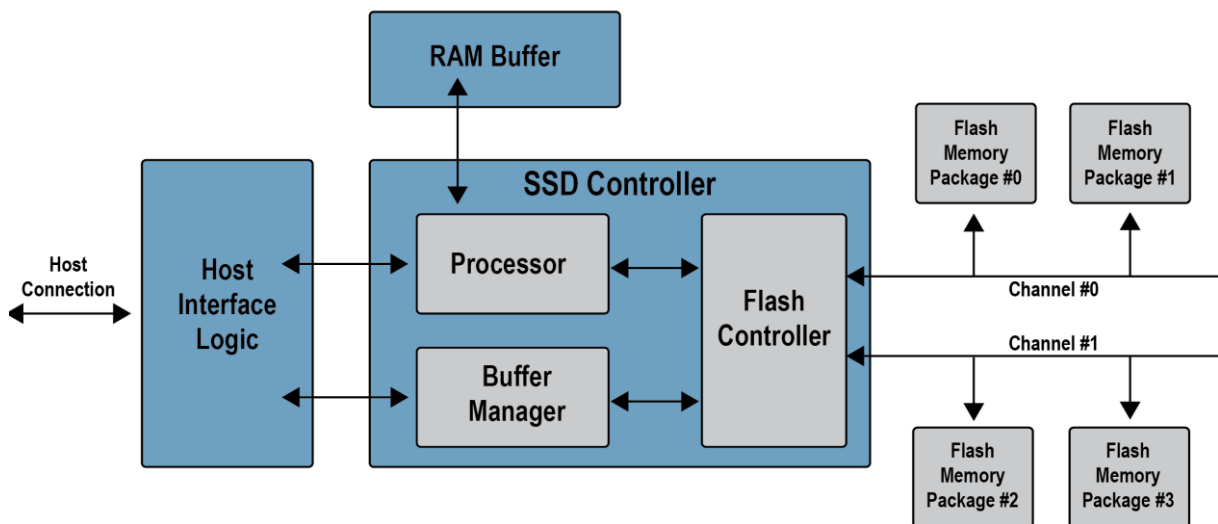 RAM Buffer
SSD Controller
Host
Connection
Host
Interface
Logic
Processor
Buffer
Manager
Flash
Controller
Flash
Memory
Package #0
Flash
Memory
Package #1
Channel #0
Channel #1
Flash
Memory
Package #2
Flash
Memory
Package #3